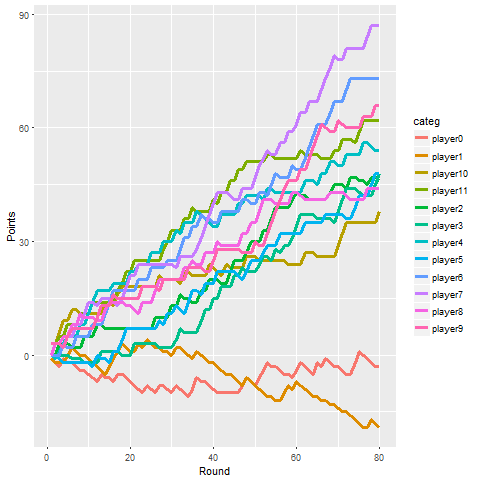 90
60
30
0
Points
0
20
40
60
80
Round
categ
player0
player1
player10
player11
player2
player3
player4
player5
player6
player7
player8
player9